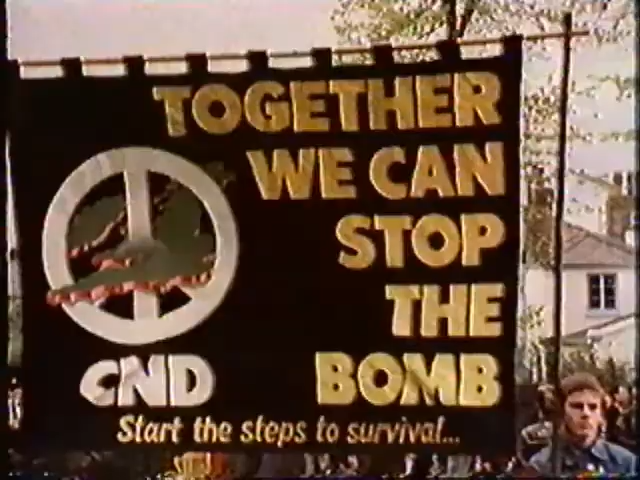 TOGETHER
WE CAN
STOP
THE
CND BOMB
Start the steps to survival...